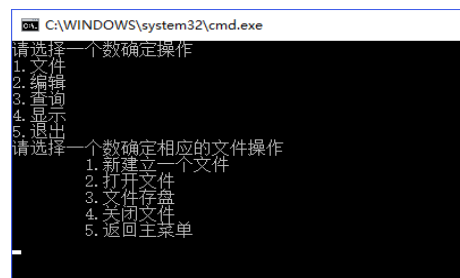 C:\WINDOWS\system32\cmd.exe
请选择一个数确定操作
1.文件
2.编辑
3.查询
4.显示
5.退出
请选择一个数确定相应的文件操作
1.新建立一个文件
2.打开文件
3.文件存盘
4.关闭文件
5.返回主菜单